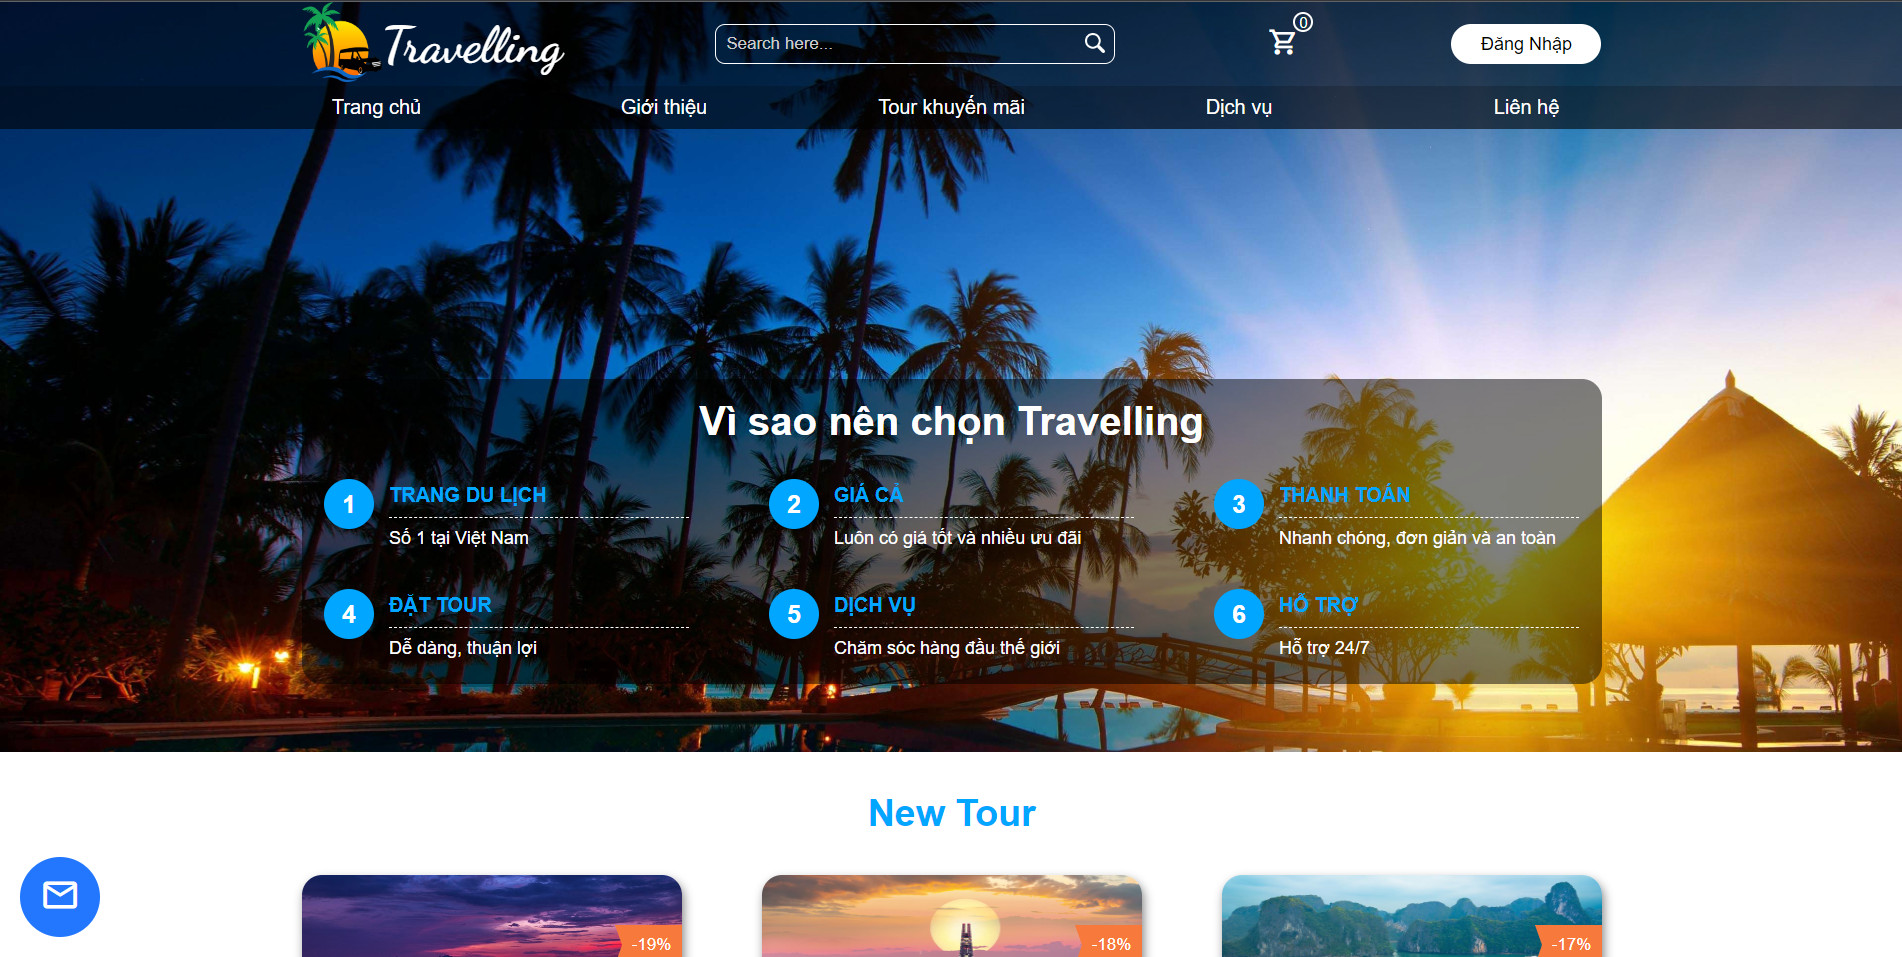 Travelling
Search here...
0
Đăng Nhập
Trang chủ
Giới thiệu
Tour khuyến mãi
Dịch vụ
Liên hệ
Vì sao nên chọn Travelling
1
TRANG DU LỊCH
Số 1 tại Việt Nam
2
GIÁ CẢ
Luôn có giá tốt và nhiều ưu đãi
3
THANH TOÁN
Nhanh chóng, đơn giản và an toàn
4
ĐẶT TOUR
Dễ dàng, thuận lợi
5
DỊCH VỤ
Chăm sóc hàng đầu thế giới
6
HỖ TRỢ
Hỗ trợ 24/7
New Tour
-19%
-18%
-17%